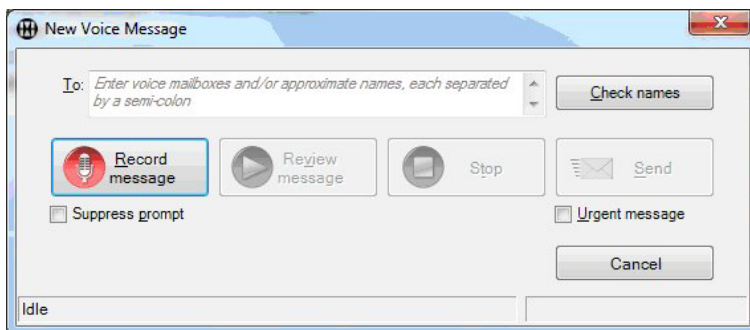 New Voice Message
To: Enter voice mailboxes and/or approximate names, each separated
by a semi-colon
Check names
Record
message
Review
message
Stop
Send
Suppress prompt
Urgent message
Cancel
Idle